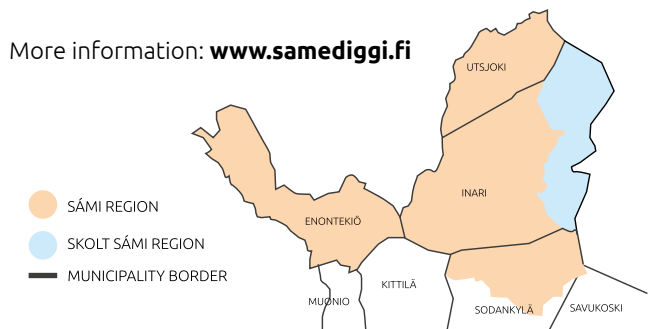 More information: www.samediggi.fi
UTSJOKI
INARI
SÁMI REGION
ENONTEKIÖ
SKOLT SÁMI REGION
MUNICIPALITY BORDER
KITTILÄ
MUONIO
SODANKYLÄ
SAVUKOSKI